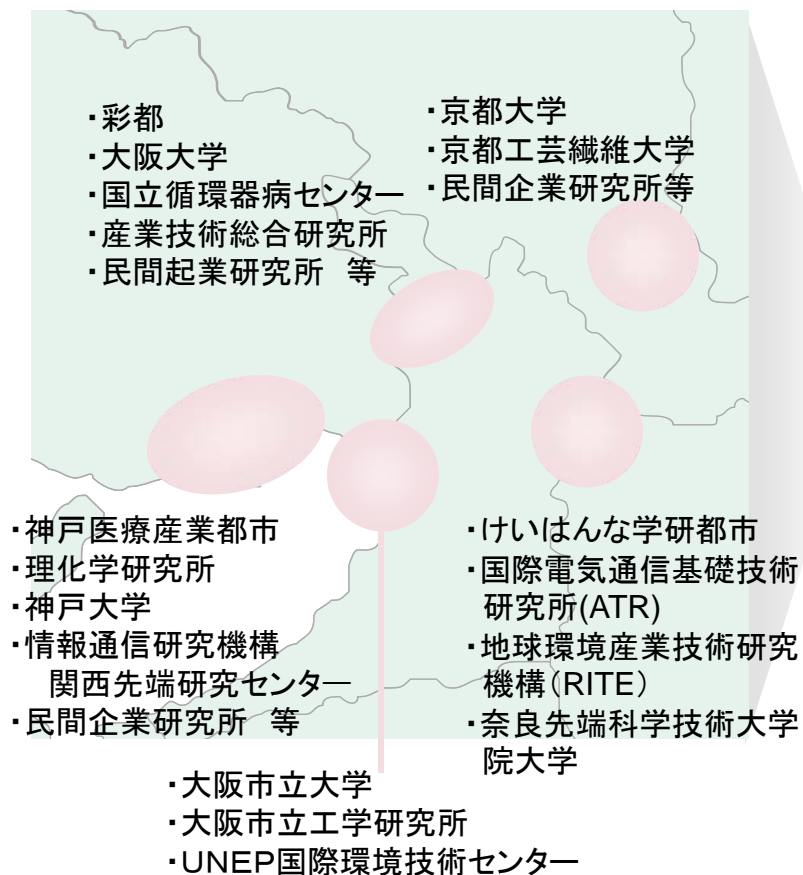 ・彩都
・大阪大学
・国立循環器病センター
・産業技術総合研究所
・民間起業研究所　等
・京都大学
・京都工芸繊維大学
・民間企業研究所等
・神戸医療産業都市
・理化学研究所
・神戸大学
・情報通信研究機構
関西先端研究センター
・民間企業研究所　等
・けいはんな学研都市
・国際電気通信基礎技術
研究所(ATR)
・地球環境産業技術研究
機構（RITE）
・奈良先端科学技術大学
院大学
・大阪市立大学
・大阪市立工学研究所
・UNEP国際環境技術センター